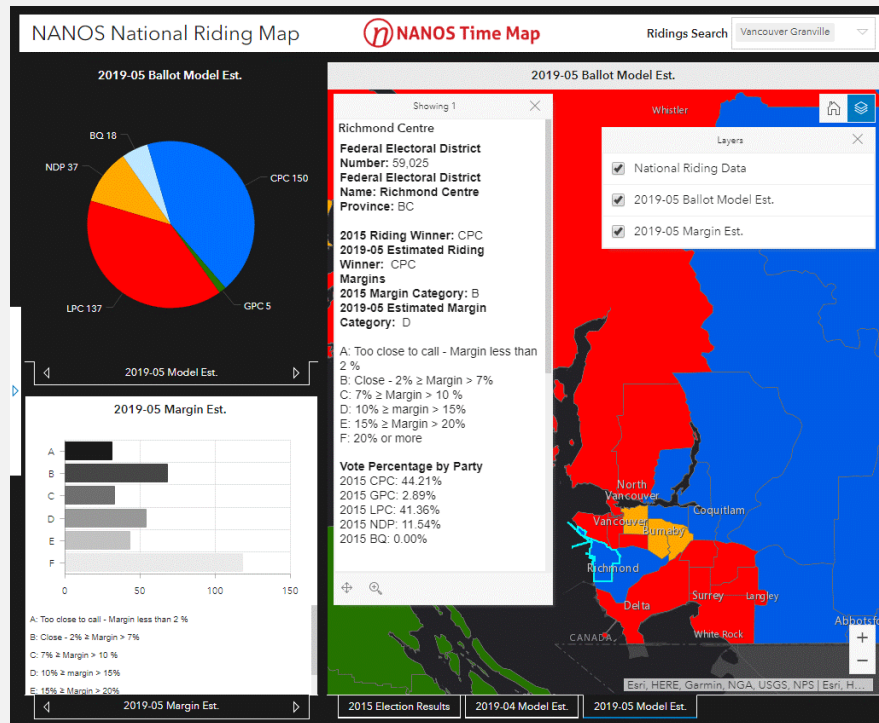 NANOS National Riding Map
NANOS Time Map
Ridings Search
Vancouver Granville
2019-05 Ballot Model Est.
BQ 18
NDP 37
CPC 150
LPC 137
GPC 5
2019-05 Model Est.
2019-05 Margin Est.
A
B
C
D
E
F
0
50
100
150
A: Too close to call - Margin less than 2 %
B: Close - 2% ≥ Margin > 7%
C: 7% ≥ Margin > 10 %
D: 10% ≥ margin > 15%
E: 15% ≥ Margin > 20%
2019-05 Margin Est.
2019-05 Ballot Model Est.
Showing 1
Richmond Centre
Federal Electoral District
Number: 59,025
Federal Electoral District
Name: Richmond Centre
Province: BC
2015 Riding Winner: CPC
2019-05 Estimated Riding
Winner: CPC
Margins
2015 Margin Category: B
2019-05 Estimated Margin
Category: D
A: Too close to call - Margin less than
2 %
B: Close - 2% ≥ Margin > 7%
C: 7% ≥ Margin > 10 %
D: 10% ≥ margin > 15%
E: 15% ≥ Margin > 20%
F: 20% or more
Vote Percentage by Party
2015 CPC: 44.21%
2015 GPC: 2.89%
2015 LPC: 41.36%
2015 NDP: 11.54%
2015 BQ: 0.00%
Layers
National Riding Data
2019-05 Ballot Model Est.
2019-05 Margin Est.
Whistler
North
Vancouver
Coquitlam
Vancouver
Burnaby
Richmond
Surrey
Langley
Delta
Abbotsf
White Rock
CANADA
Esri, HERE, Garmin, NGA, USGS, NPS | Esri, H...
2015 Election Results
2019-04 Model Est.
2019-05 Model Est.